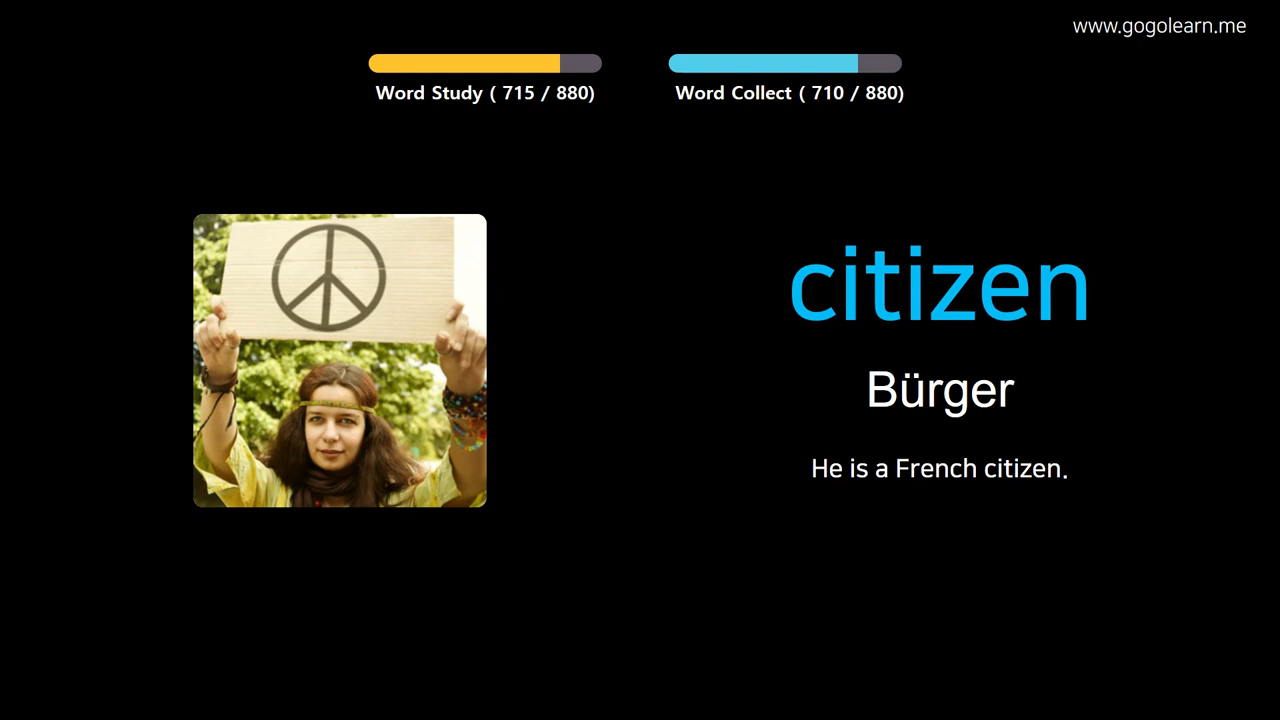 www.gogolearn.me
Word Study ( 715 / 880)
Word Collect ( 710 / 880)
citizen
Bürger
He is a French citizen.